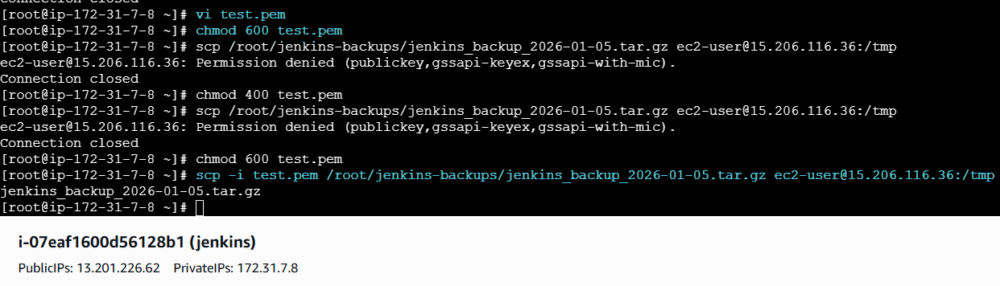 Connection closed
[root@ip-172-31-7-8 ~]# vi test.pem
[root@ip-172-31-7-8 ~]# chmod 600 test.pem
[root@ip-172-31-7-8 ~]# scp /root/jenkins-backups/jenkins_backup_2026-01-05.tar.gz ec2-user@15.206.116.36:/tmp
ec2-user@15.206.116.36: Permission denied (publickey,gssapi-keyex,gssapi-with-mic).
Connection closed
[root@ip-172-31-7-8 ~]# chmod 400 test.pem
[root@ip-172-31-7-8 ~]# scp /root/jenkins-backups/jenkins_backup_2026-01-05.tar.gz ec2-user@15.206.116.36:/tmp
ec2-user@15.206.116.36: Permission denied (publickey,gssapi-keyex,gssapi-with-mic).
Connection closed
[root@ip-172-31-7-8 ~]# chmod 600 test.pem
[root@ip-172-31-7-8 ~]# scp -i test.pem /root/jenkins-backups/jenkins_backup_2026-01-05.tar.gz ec2-user@15.206.116.36:/tmp
jenkins_backup_2026-01-05.tar.gz
[root@ip-172-31-7-8 ~]#
i-07eaf1600d56128b1 (jenkins)
PublicIPs: 13.201.226.62 PrivateIPs: 172.31.7.8